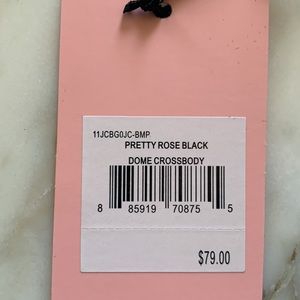 11JCBG0JC-BMP
PRETTY ROSE BLACK
DOME CROSSBODY
8 85919 70875 5
$79.00